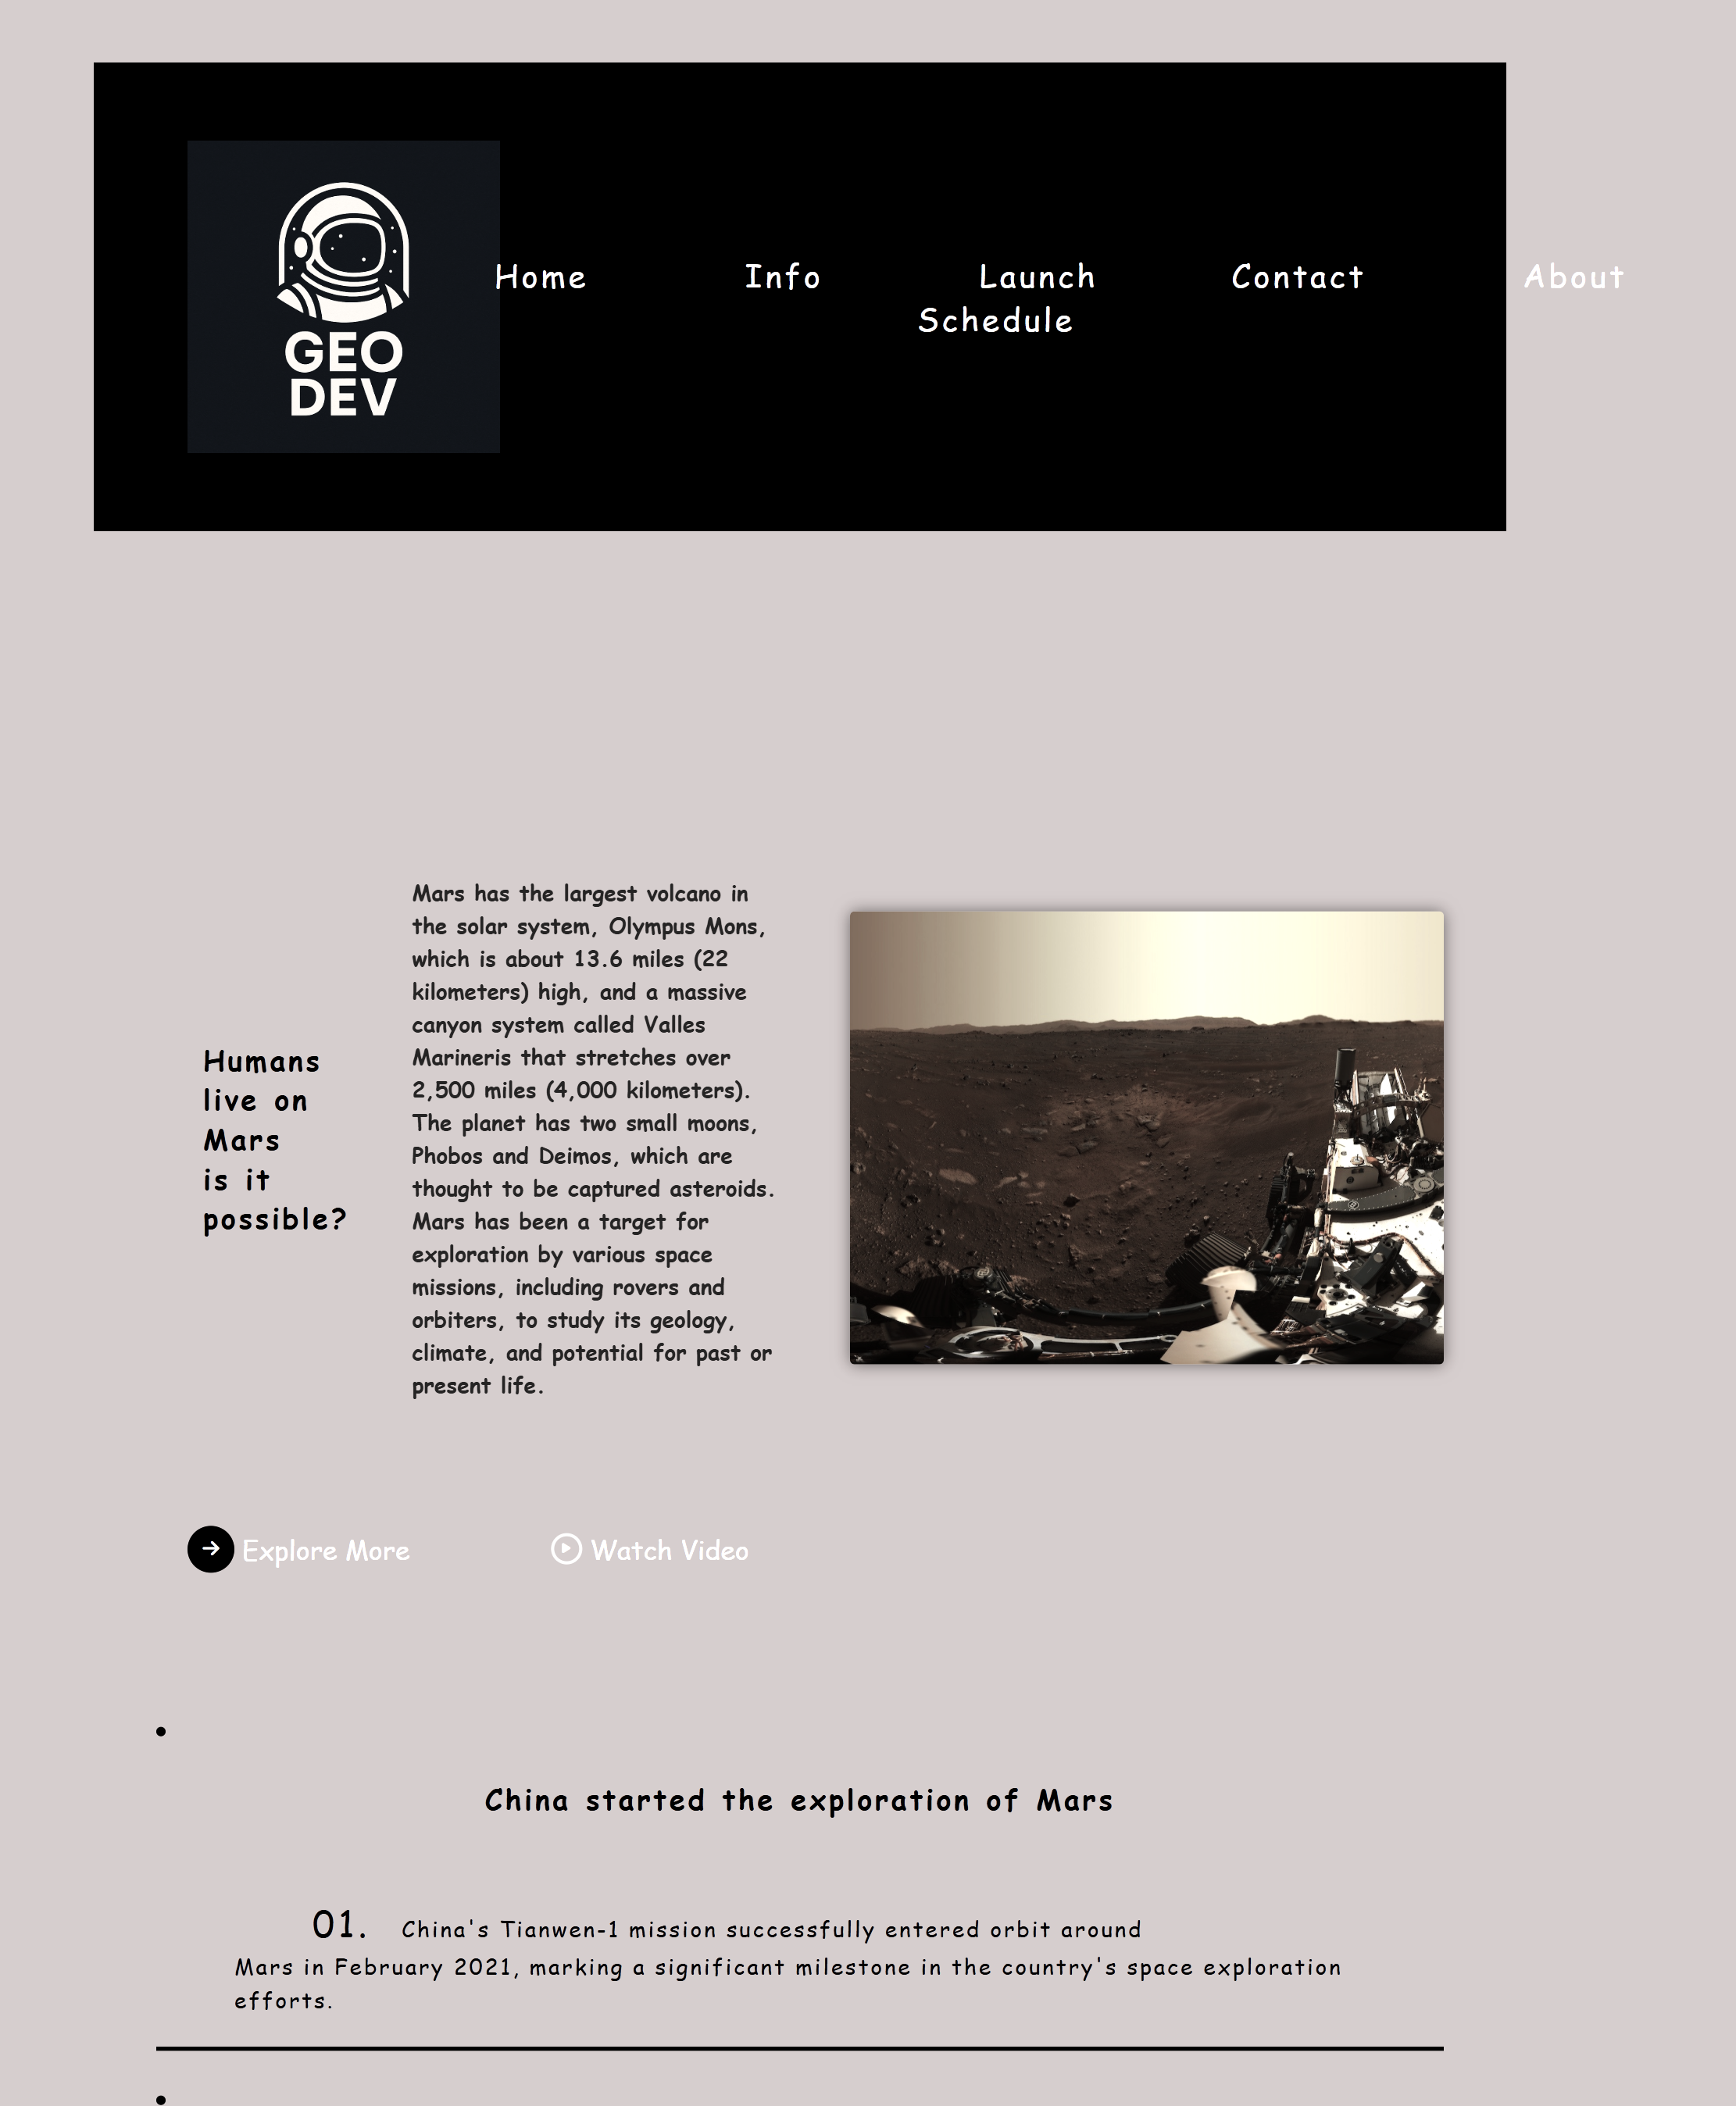 GEO
DEV
Home Info Launch Contact About
Schedule
Humans
live on
Mars
is it
possible?
Mars has the largest volcano in
the solar system, Olympus Mons,
which is about 13.6 miles (22
kilometers) high, and a massive
canyon system called Valles
Marineris that stretches over
2,500 miles (4,000 kilometers).
The planet has two small moons,
Phobos and Deimos, which are
thought to be captured asteroids.
Mars has been a target for
exploration by various space
missions, including rovers and
orbiters, to study its geology,
climate, and potential for past or
present life.
Explore More Watch Video
China started the exploration of Mars
01. China's Tianwen-1 mission successfully entered orbit around
Mars in February 2021, marking a significant milestone in the country's space exploration
efforts.